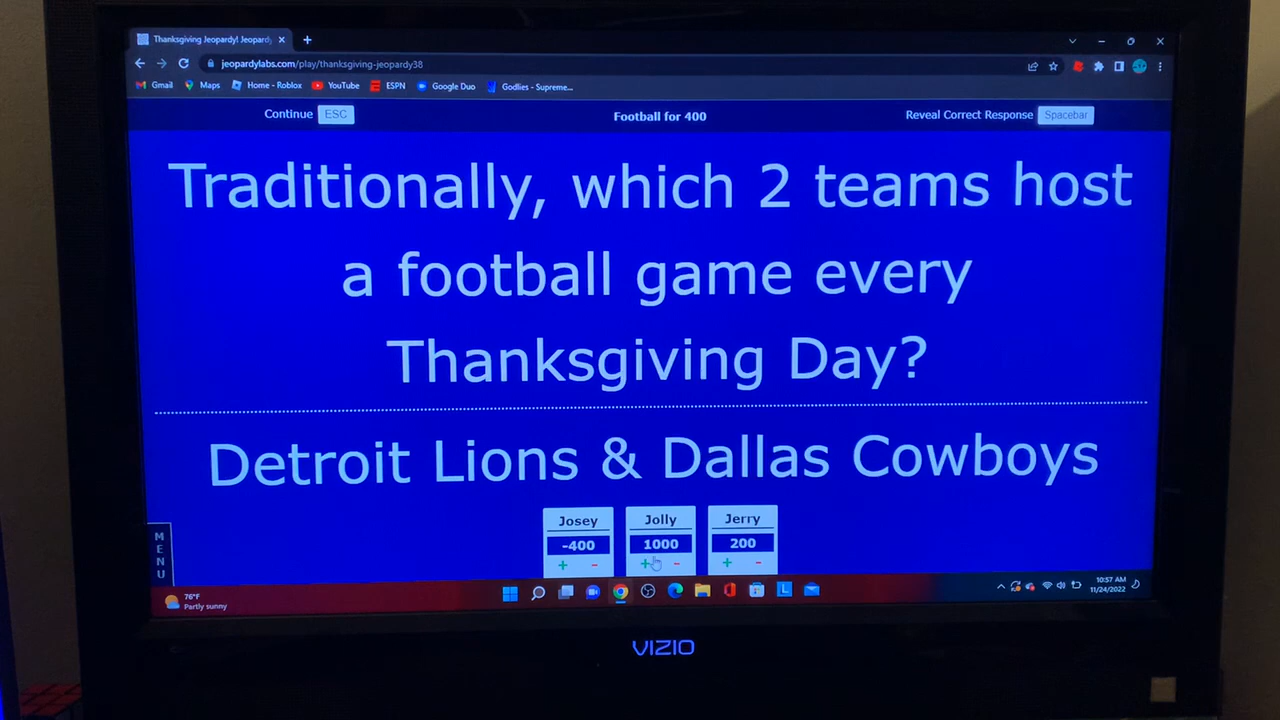 Thanksgiving Jeopardy! Jeopardy
jeopardylabs.com/play/thanksgiving-jeopardy38
Gmail Maps Home - Roblox YouTube ESPN Google Duo Godlies - Supreme...
Continue ESC Football for 400 Reveal Correct Response Spacebar
Traditionally, which 2 teams host
a football game every
Thanksgiving Day?
Detroit Lions & Dallas Cowboys
MENU
Josey Jolly Jerry
-400 1000 200
+ - + - + -
76°F
Partly sunny
10:57 AM
11/24/2022
VIZIO